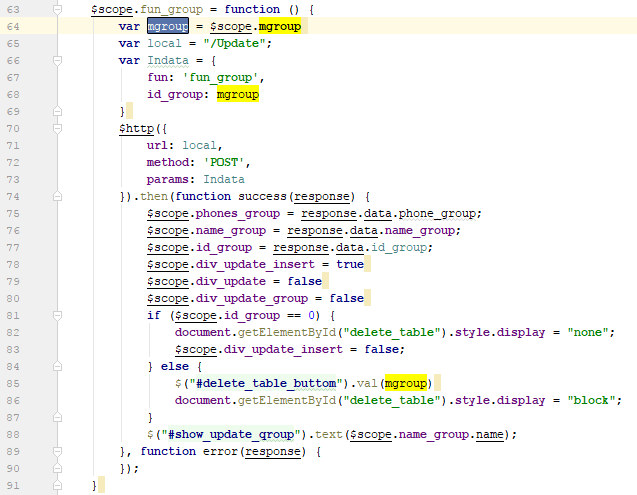 63 $scope.fun_group = function () {
64 var mgroup = $scope.mgroup
65 var local = "/Update";
66 var Indata = {
67 fun: 'fun_group',
68 id_group: mgroup
69 }
70 $http({
71 url: local,
72 method: 'POST',
73 params: Indata
74 }).then(function success(response) {
75 $scope.phones_group = response.data.phone_group;
76 $scope.name_group = response.data.name_group;
77 $scope.id_group = response.data.id_group;
78 $scope.div_update_insert = true
79 $scope.div_update = false
80 $scope.div_update_group = false
81 if ($scope.id_group == 0) {
82 document.getElementById("delete_table").style.display = "none";
83 $scope.div_update_insert = false;
84 } else {
85 $("#delete_table_buttom").val(mgroup)
86 document.getElementById("delete_table").style.display = "block";
87 }
88 $("#show_update_group").text($scope.name_group.name);
89 }, function error(response) {
90 });
91 }